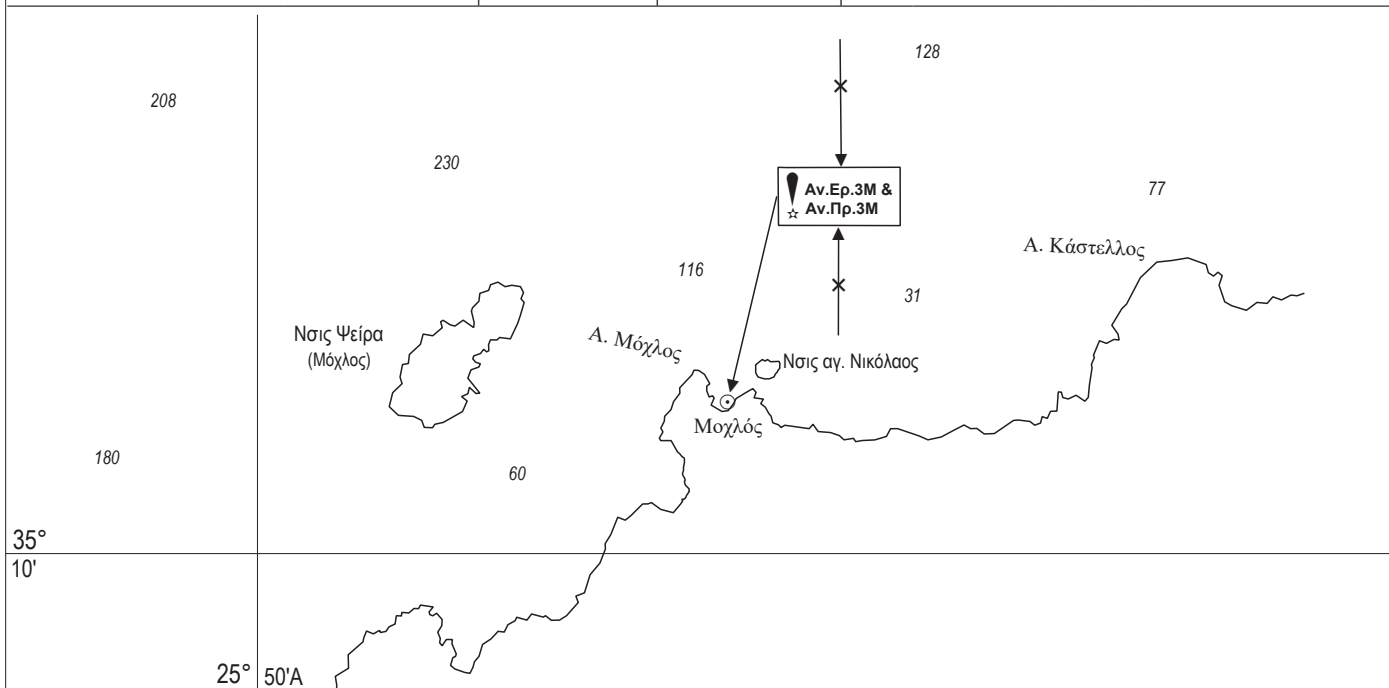 128
208
230
Αν.Ερ.3Μ &
Αν.Πρ.3Μ
77
Α. Κάστελλος
116
31
Νσις Ψείρα
(Μόχλος)
Α. Μόχλος
Νσις αγ. Νικόλαος
Μοχλός
180
60
35°
10'
25° 50'Α